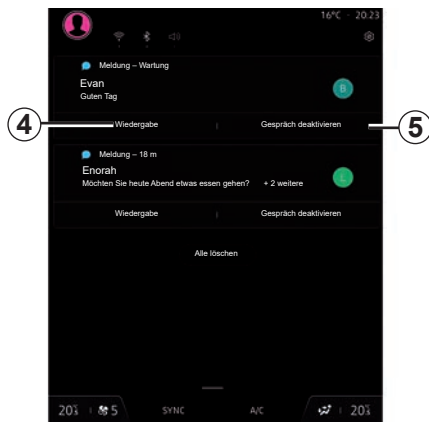 16°C · 20:23
Meldung – Wartung
Evan
Guten Tag
B
4
Wiedergabe
Gespräch deaktivieren
5
Meldung – 18 m
Enorah
Möchten Sie heute Abend etwas essen gehen? + 2 weitere
L
Wiedergabe
Gespräch deaktivieren
Alle löschen
20 5 SYNC A/C 20